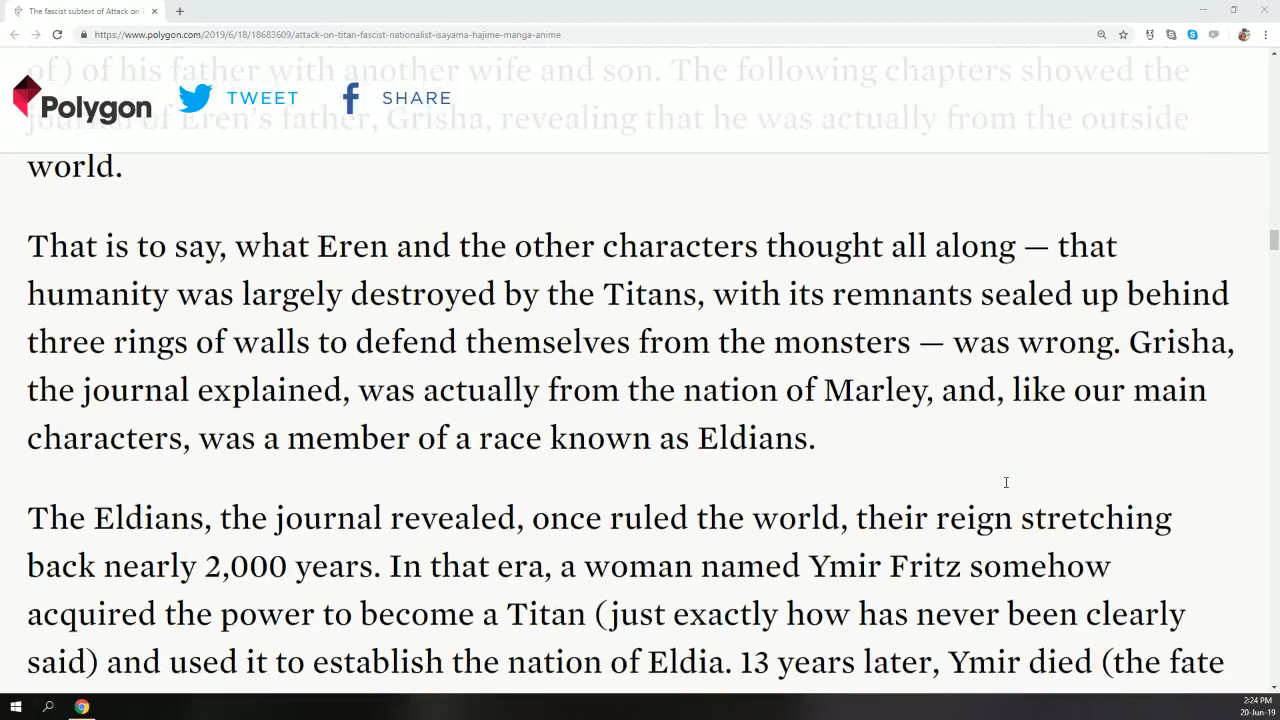 The fascist subtext of Attack on T
https://www.polygon.com/2019/6/18/18683609/attack-on-titan-fascist-nationalist-isayama-hajime-manga-anime
of) of his father with another wife and son. The following chapters showed the
Polygon
TWEET
SHARE
journal of Eren's father, Grisha, revealing that he was actually from the outside
world.
That is to say, what Eren and the other characters thought all along — that
humanity was largely destroyed by the Titans, with its remnants sealed up behind
three rings of walls to defend themselves from the monsters — was wrong. Grisha,
the journal explained, was actually from the nation of Marley, and, like our main
characters, was a member of a race known as Eldians.
The Eldians, the journal revealed, once ruled the world, their reign stretching
back nearly 2,000 years. In that era, a woman named Ymir Fritz somehow
acquired the power to become a Titan (just exactly how has never been clearly
said) and used it to establish the nation of Eldia. 13 years later, Ymir died (the fate
2:24 PM
20-Jun-19